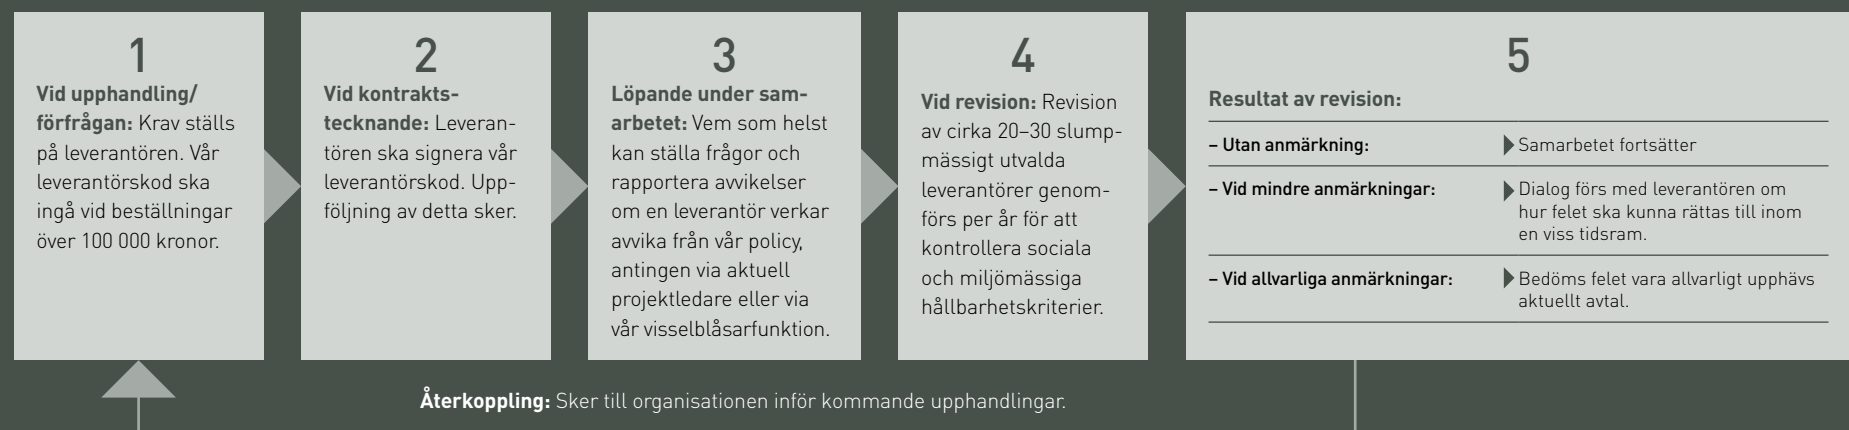 1
Vid upphandling/
förfrågan: Krav ställs
på leverantören. Vår
leverantörskod ska
ingå vid beställningar
över 100 000 kronor.
2
Vid kontrakts-
tecknande: Leveran-
tören ska signera vår
leverantörskod. Upp-
följning av detta sker.
3
Löpande under sam-
arbetet: Vem som helst
kan ställa frågor och
rapportera avvikelser
om en leverantör verkar
avvika från vår policy,
antingen via aktuell
projektledare eller via
vår visselblåsarfunktion.
4
Vid revision: Revision
av cirka 20–30 slump-
mässigt utvalda
leverantörer genom-
förs per år för att
kontrollera sociala
och miljömässiga
hållbarhetskriterier.
5
Resultat av revision:
– Utan anmärkning:
Samarbetet fortsätter
– Vid mindre anmärkningar:
Dialog förs med leverantören om
hur felet ska kunna rättas till inom
en viss tidsram.
– Vid allvarliga anmärkningar:
Bedöms felet vara allvarligt upphävs
aktuellt avtal.
Återkoppling: Sker till organisationen inför kommande upphandlingar.